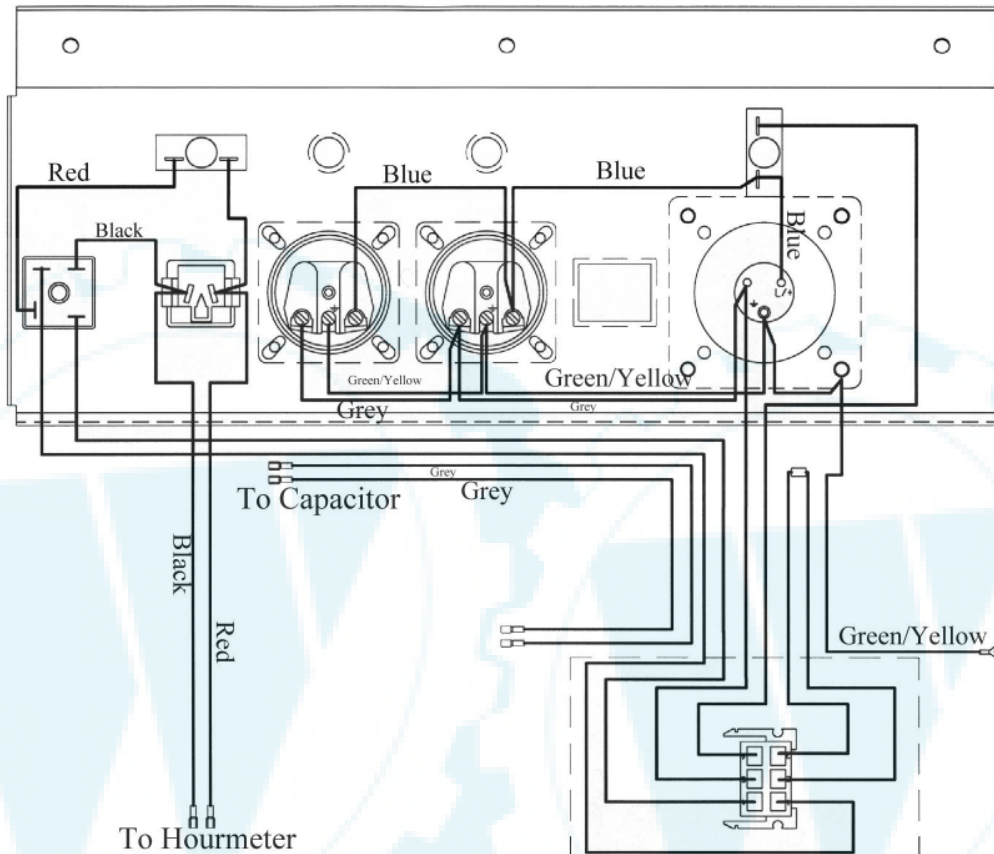 Red
Blue
Blue
Black
Blue
L/+
Green/Yellow
Green/Yellow
Grey
Grey
Grey
Grey
To Capacitor
Black
Red
Green/Yellow
To Hourmeter